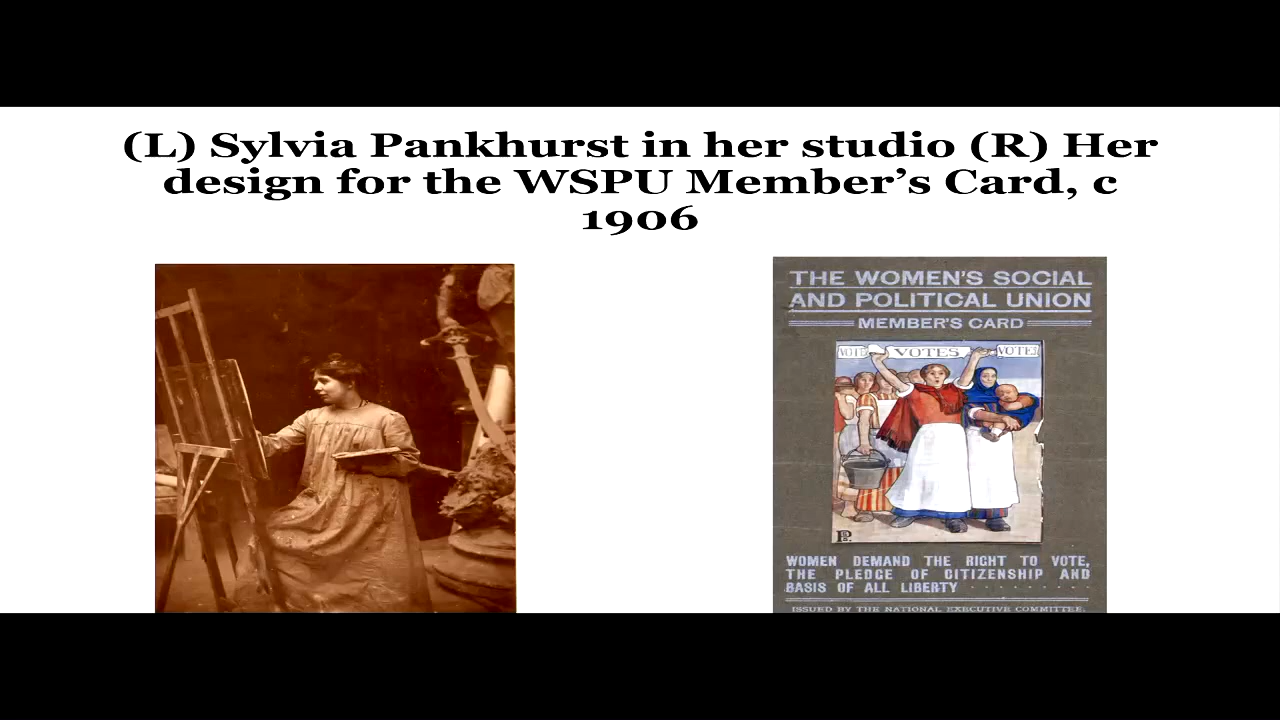 (L) Sylvia Pankhurst in her studio (R) Her
design for the WSPU Member's Card, c
1906
THE WOMEN'S SOCIAL
AND POLITICAL UNION
MEMBER'S CARD
VOTES
VOTES
WOMEN DEMAND THE RIGHT TO VOTE,
THE PLEDGE OF CITIZENSHIP AND
BASIS OF ALL LIBERTY
ISSUED BY THE NATIONAL EXECUTIVE COMMITTEE.